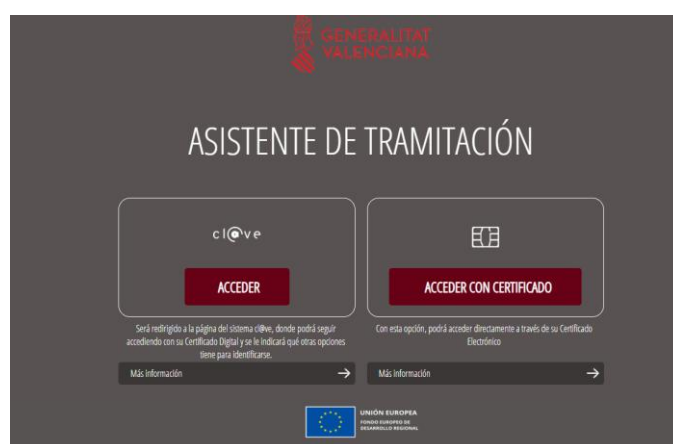 GENERALITAT
VALENCIANA
ASISTENTE DE TRAMITACIÓN
cl@ve
ACCEDER
ACCEDER CON CERTIFICADO
Será redirigido a la página del sistema cl@ve, donde podrá seguir
accediendo con su Certificado Digital y se le indicará qué otras opciones
tiene para identificarse.
Con esta opción, podrá acceder directamente a través de su Certificado
Electrónico
Más información
Más información
UNIÓN EUROPEA
FONDO EUROPEO DE
DESARROLLO REGIONAL